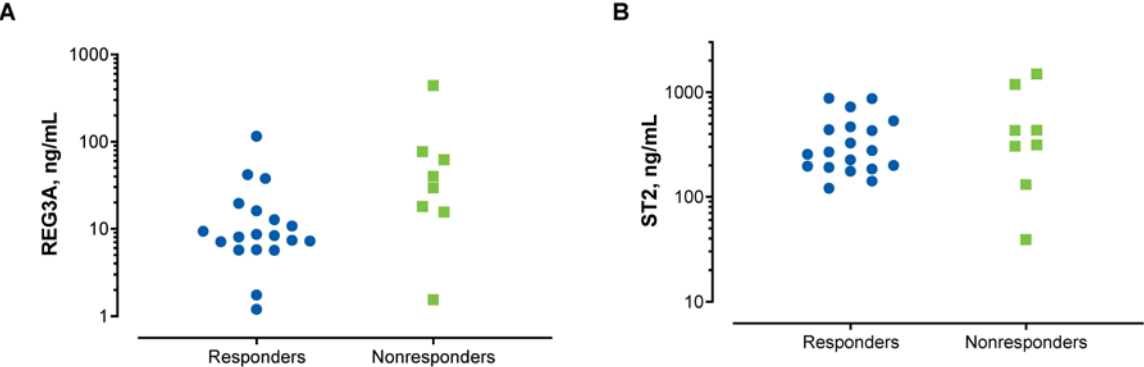 A
REG3A, ng/mL
1000
100
10
1
Responders
Nonresponders
B
ST2, ng/mL
1000
100
10
Responders
Nonresponders